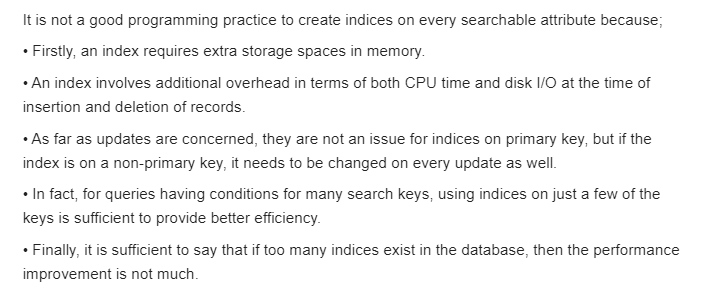 It is not a good programming practice to create indices on every searchable attribute because;
• Firstly, an index requires extra storage spaces in memory.
• An index involves additional overhead in terms of both CPU time and disk I/O at the time of
insertion and deletion of records.
• As far as updates are concerned, they are not an issue for indices on primary key, but if the
index is on a non-primary key, it needs to be changed on every update as well.
• In fact, for queries having conditions for many search keys, using indices on just a few of the
keys is sufficient to provide better efficiency.
• Finally, it is sufficient to say that if too many indices exist in the database, then the performance
improvement is not much.